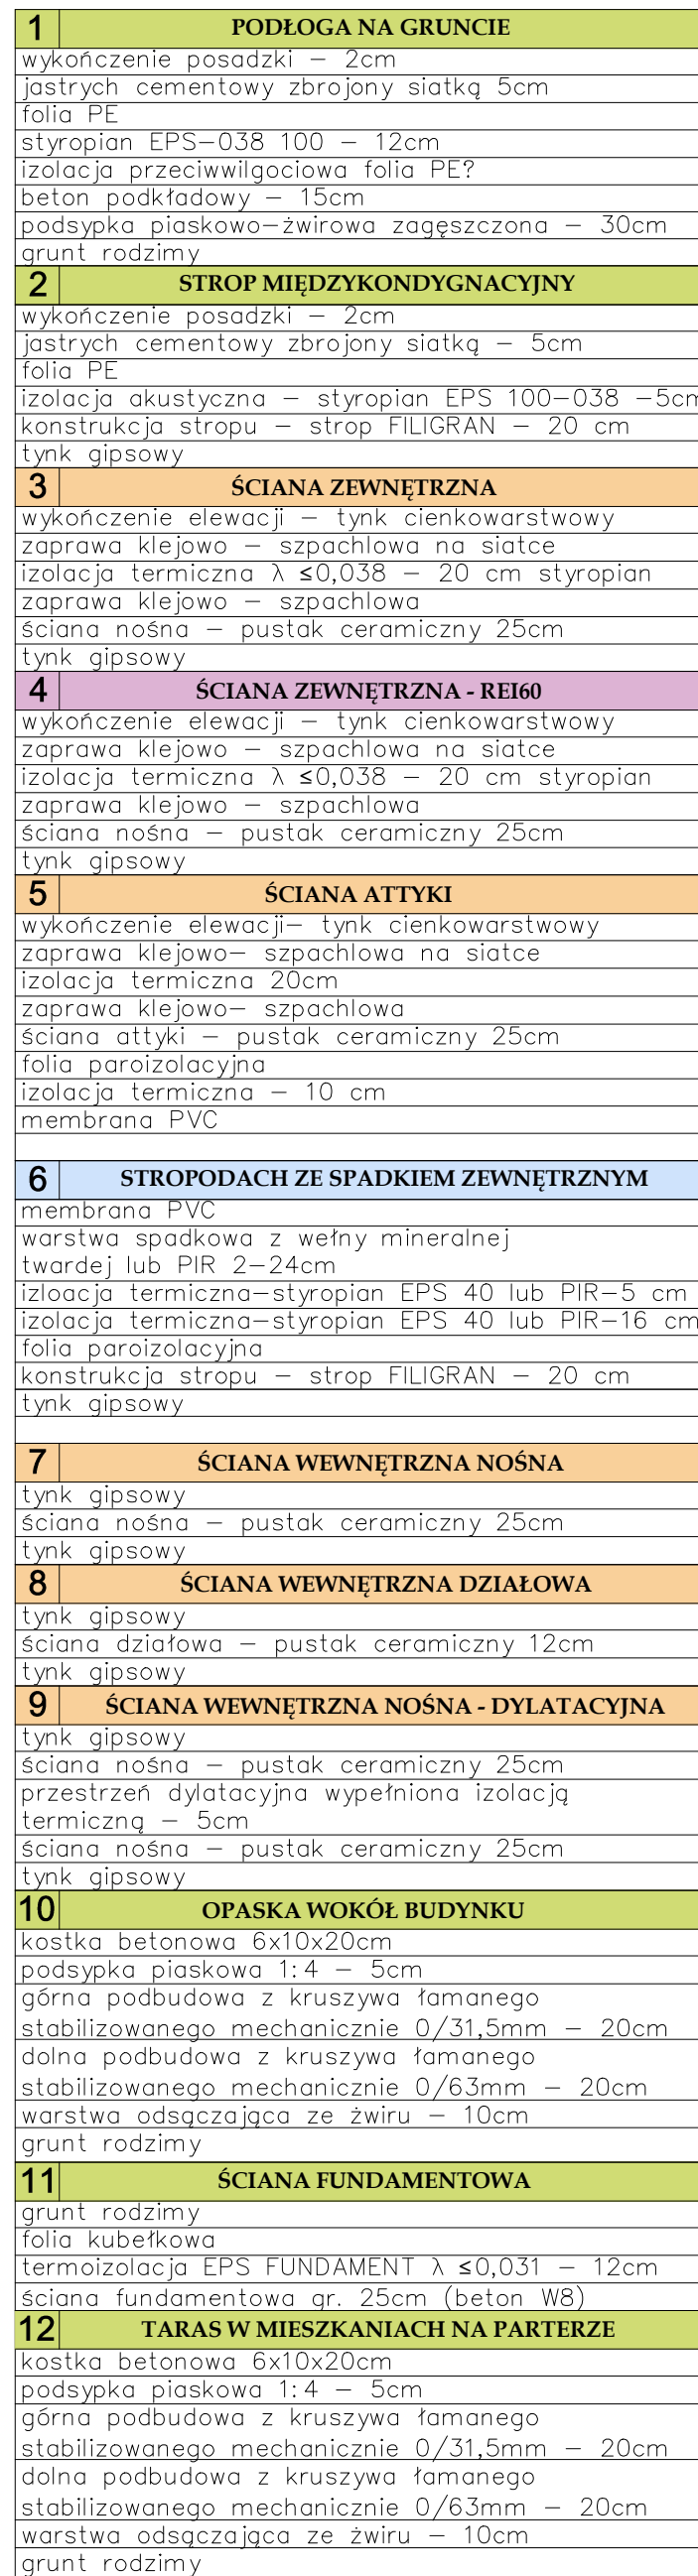 1 PODŁOGA NA GRUNCIE
wykończenie posadzki – 2cm
jastrych cementowy zbrojony siatką 5cm
folia PE
styropian EPS–038 100 – 12cm
izolacja przeciwwilgociowa folia PE?
beton podkładowy – 15cm
podsypka piaskowo–żwirowa zagęszczona – 30cm
grunt rodzimy
2 STROP MIĘDZYKONDYGNACYJNY
wykończenie posadzki – 2cm
jastrych cementowy zbrojony siatką – 5cm
folia PE
izolacja akustyczna – styropian EPS 100–038 –5cm
konstrukcja stropu – strop FILIGRAN – 20 cm
tynk gipsowy
3 ŚCIANA ZEWNĘTRZNA
wykończenie elewacji – tynk cienkowarstwowy
zaprawa klejowo – szpachlowa na siatce
izolacja termiczna λ ≤0,038 – 20 cm styropian
zaprawa klejowo – szpachlowa
ściana nośna – pustak ceramiczny 25cm
tynk gipsowy
4 ŚCIANA ZEWNĘTRZNA - REI60
wykończenie elewacji – tynk cienkowarstwowy
zaprawa klejowo – szpachlowa na siatce
izolacja termiczna λ ≤0,038 – 20 cm styropian
zaprawa klejowo – szpachlowa
ściana nośna – pustak ceramiczny 25cm
tynk gipsowy
5 ŚCIANA ATTYKI
wykończenie elewacji– tynk cienkowarstwowy
zaprawa klejowo– szpachlowa na siatce
izolacja termiczna 20cm
zaprawa klejowo– szpachlowa
ściana attyki – pustak ceramiczny 25cm
folia paroizolacyjna
izolacja termiczna – 10 cm
membrana PVC
6 STROPODACH ZE SPADKIEM ZEWNĘTRZNYM
membrana PVC
warstwa spadkowa z wełny mineralnej
twardej lub PIR 2–24cm
izloacja termiczna–styropian EPS 40 lub PIR–5 cm
izolacja termiczna–styropian EPS 40 lub PIR–16 cm
folia paroizolacyjna
konstrukcja stropu – strop FILIGRAN – 20 cm
tynk gipsowy
7 ŚCIANA WEWNĘTRZNA NOŚNA
tynk gipsowy
ściana nośna – pustak ceramiczny 25cm
tynk gipsowy
8 ŚCIANA WEWNĘTRZNA DZIAŁOWA
tynk gipsowy
ściana działowa – pustak ceramiczny 12cm
tynk gipsowy
9 ŚCIANA WEWNĘTRZNA NOŚNA - DYLATACYJNA
tynk gipsowy
ściana nośna – pustak ceramiczny 25cm
przestrzeń dylatacyjna wypełniona izolacją
termiczną – 5cm
ściana nośna – pustak ceramiczny 25cm
tynk gipsowy
10 OPASKA WOKÓŁ BUDYNKU
kostka betonowa 6x10x20cm
podsypka piaskowa 1:4 – 5cm
górna podbudowa z kruszywa łamanego
stabilizowanego mechanicznie 0/31,5mm – 20cm
dolna podbudowa z kruszywa łamanego
stabilizowanego mechanicznie 0/63mm – 20cm
warstwa odsączająca ze żwiru – 10cm
grunt rodzimy
11 ŚCIANA FUNDAMENTOWA
grunt rodzimy
folia kubełkowa
termoizolacja EPS FUNDAMENT λ ≤0,031 – 12cm
ściana fundamentowa gr. 25cm (beton W8)
12 TARAS W MIESZKANIACH NA PARTERZE
kostka betonowa 6x10x20cm
podsypka piaskowa 1:4 – 5cm
górna podbudowa z kruszywa łamanego
stabilizowanego mechanicznie 0/31,5mm – 20cm
dolna podbudowa z kruszywa łamanego
stabilizowanego mechanicznie 0/63mm – 20cm
warstwa odsączająca ze żwiru – 10cm
grunt rodzimy